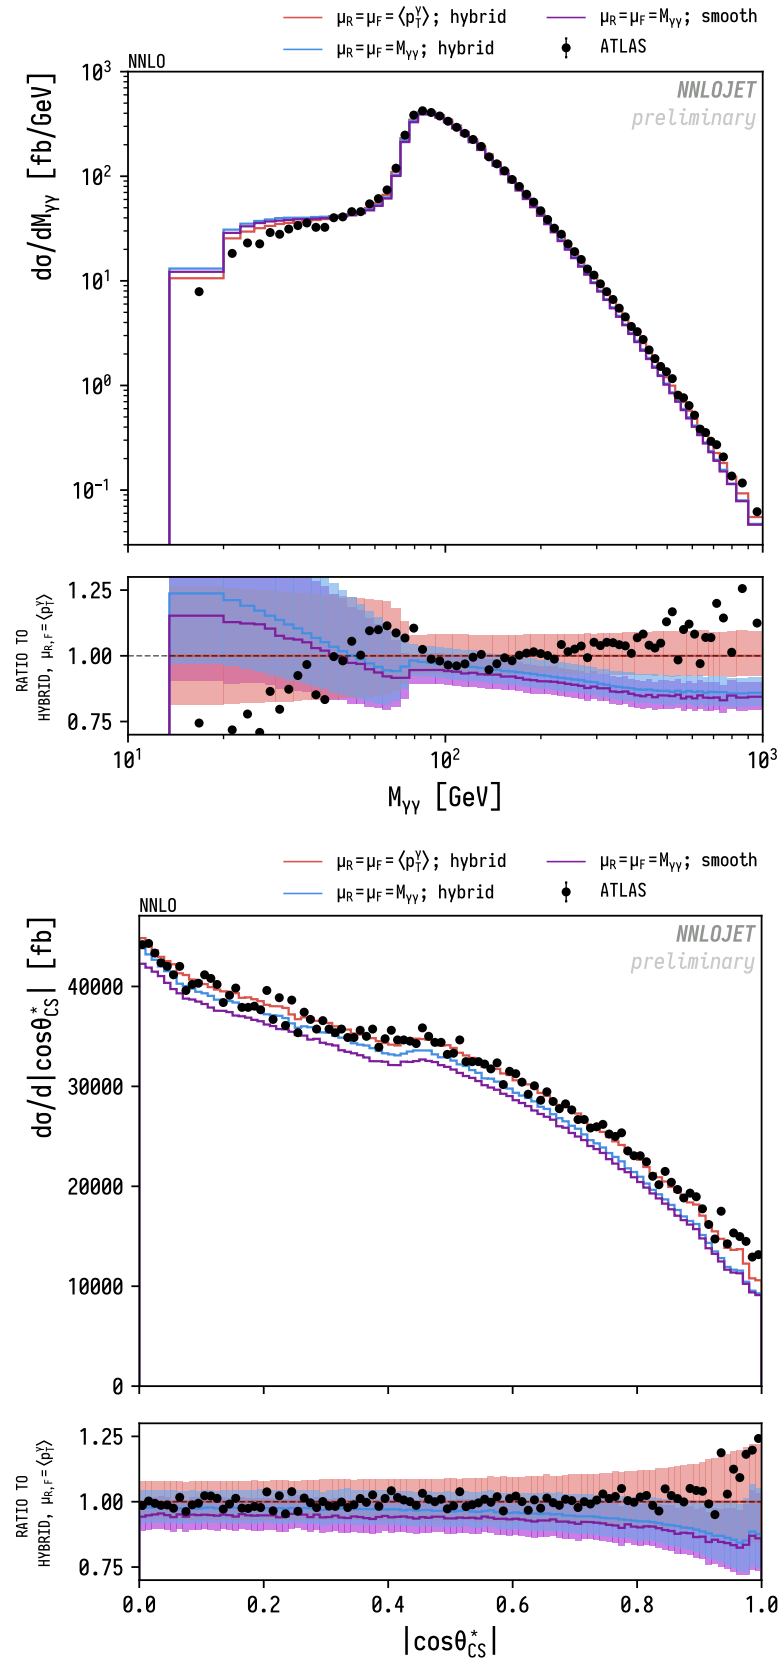 μR=μF=⟨pTγ⟩; hybrid
μR=μF=Mγγ; smooth
μR=μF=Mγγ; hybrid
ATLAS
NNLO
NNLOJET
preliminary
dσ/dMγγ [fb/GeV]
10³
10²
10¹
10⁰
10⁻¹
RATIO TO
HYBRID, μR,F=⟨pTγ⟩
1.25
1.00
0.75
10¹ 10² 10³
Mγγ [GeV]
μR=μF=⟨pTγ⟩; hybrid
μR=μF=Mγγ; smooth
μR=μF=Mγγ; hybrid
ATLAS
NNLO
NNLOJET
preliminary
dσ/d|cosθ*CS| [fb]
40000
30000
20000
10000
0
RATIO TO
HYBRID, μR,F=⟨pTγ⟩
1.25
1.00
0.75
0.0 0.2 0.4 0.6 0.8 1.0
|cosθ*CS|